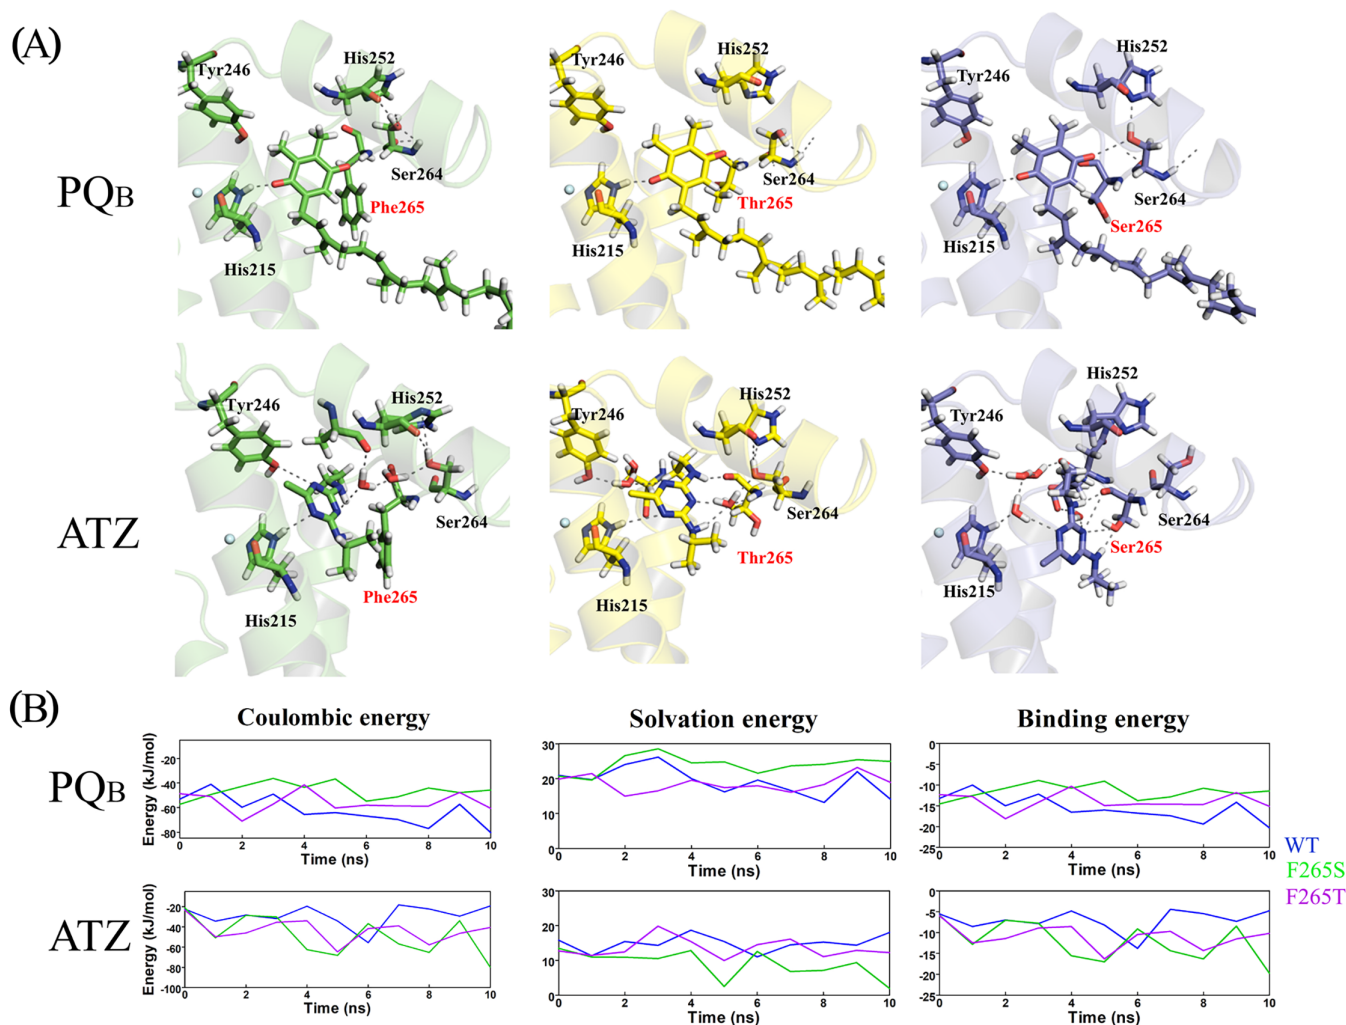 (A)
PQB
Tyr246
His252
Ser264
Phe265
His215
Tyr246
His252
Ser264
Thr265
His215
Tyr246
His252
Ser264
Ser265
His215
ATZ
Tyr246
His252
Ser264
Phe265
His215
Tyr246
His252
Ser264
Thr265
His215
Tyr246
His252
Ser264
Ser265
His215
(B)
Coulombic energy
Solvation energy
Binding energy
PQB
Energy (kJ/mol)
-20
-40
-60
-80
0 2 4 6 8 10
Time (ns)
30
20
10
0
0 2 4 6 8 10
Time (ns)
0
-5
-10
-15
-20
-25
0 2 4 6 8 10
Time (ns)
WT
F265S
F265T
ATZ
Energy (kJ/mol)
-20
-40
-60
-80
-100
0 2 4 6 8 10
Time (ns)
30
20
10
0
0 2 4 6 8 10
Time (ns)
0
-5
-10
-15
-20
-25
0 2 4 6 8 10
Time (ns)